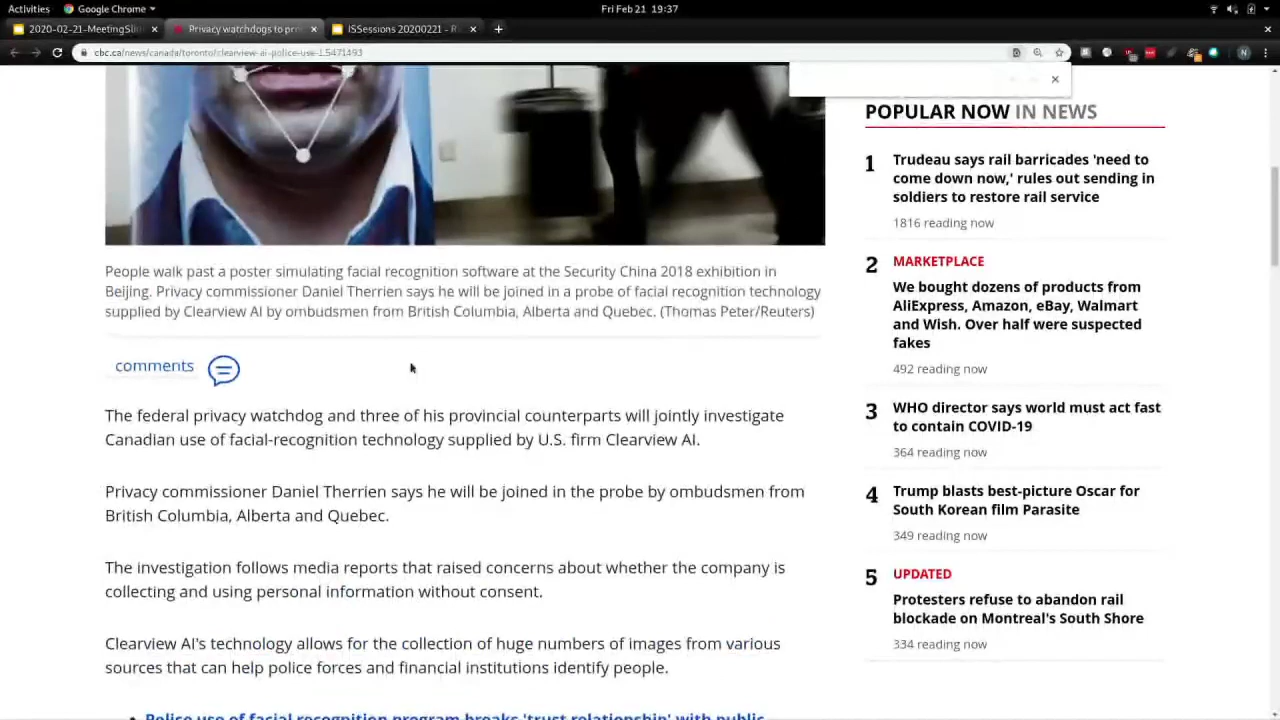 Activities
Google Chrome
Fri Feb 21 19:37
2020-02-21-MeetingSli
Privacy watchdogs to pr
ISSessions 20200221 -
cbc.ca/news/canada/toronto/clearview-ai-police-use-1.5471493
People walk past a poster simulating facial recognition software at the Security China 2018 exhibition in
Beijing. Privacy commissioner Daniel Therrien says he will be joined in a probe of facial recognition technology
supplied by Clearview AI by ombudsmen from British Columbia, Alberta and Quebec. (Thomas Peter/Reuters)
comments
The federal privacy watchdog and three of his provincial counterparts will jointly investigate
Canadian use of facial-recognition technology supplied by U.S. firm Clearview AI.
Privacy commissioner Daniel Therrien says he will be joined in the probe by ombudsmen from
British Columbia, Alberta and Quebec.
The investigation follows media reports that raised concerns about whether the company is
collecting and using personal information without consent.
Clearview AI's technology allows for the collection of huge numbers of images from various
sources that can help police forces and financial institutions identify people.
Police use of facial recognition program breaks 'trust relationship' with public
POPULAR NOW IN NEWS
1 Trudeau says rail barricades 'need to
come down now,' rules out sending in
soldiers to restore rail service
1816 reading now
2 MARKETPLACE
We bought dozens of products from
AliExpress, Amazon, eBay, Walmart
and Wish. Over half were suspected
fakes
492 reading now
3 WHO director says world must act fast
to contain COVID-19
364 reading now
4 Trump blasts best-picture Oscar for
South Korean film Parasite
349 reading now
5 UPDATED
Protesters refuse to abandon rail
blockade on Montreal's South Shore
334 reading now